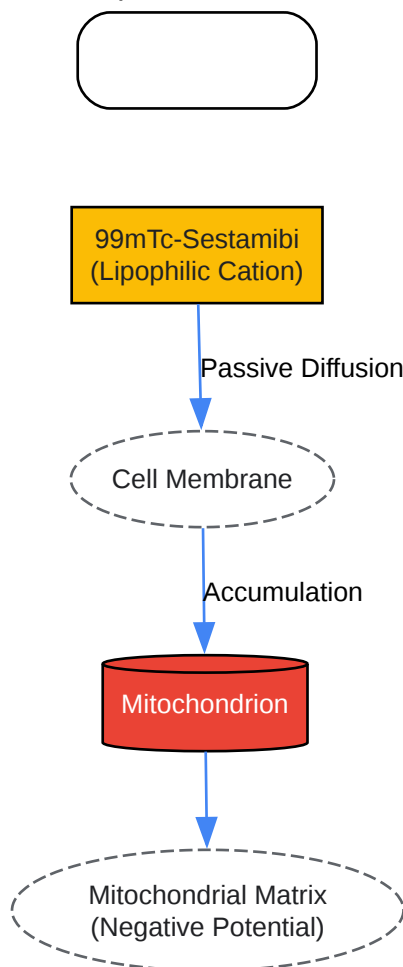 99mTc-Sestamibi
(Lipophilic Cation)
Passive Diffusion
Cell Membrane
Accumulation
Mitochondrion
Mitochondrial Matrix
(Negative Potential)